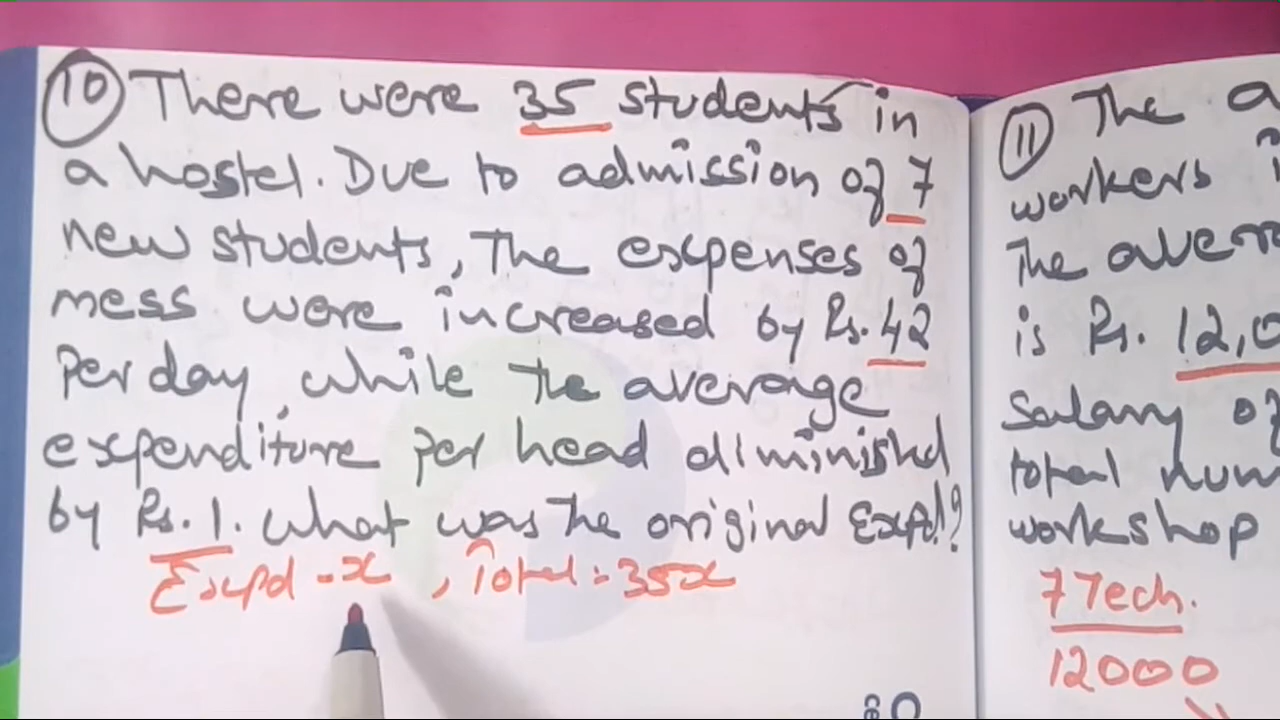 10 There were 35 students in
a hostel. Due to admission of 7
new students, The expenses of
mess were increased by Rs. 42
Per day, while the average
expenditure per head diminishd
by Rs. 1. What was the original Expd.?
Expd = x , Total = 35x
11 The a
workers i
The avera
is Rs. 12,0
Salary of
total num
workshop
7 Tech.
12000